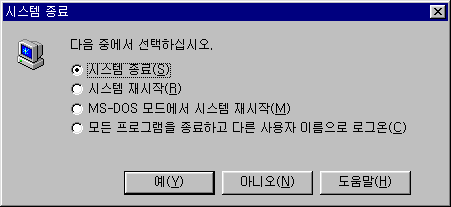 시스템 종료
다음 중에서 선택하십시오.
시스템 종료(S)
시스템 재시작(R)
MS-DOS 모드에서 시스템 재시작(M)
모든 프로그램을 종료하고 다른 사용자 이름으로 로그온(C)
예(Y) 아니오(N) 도움말(H)